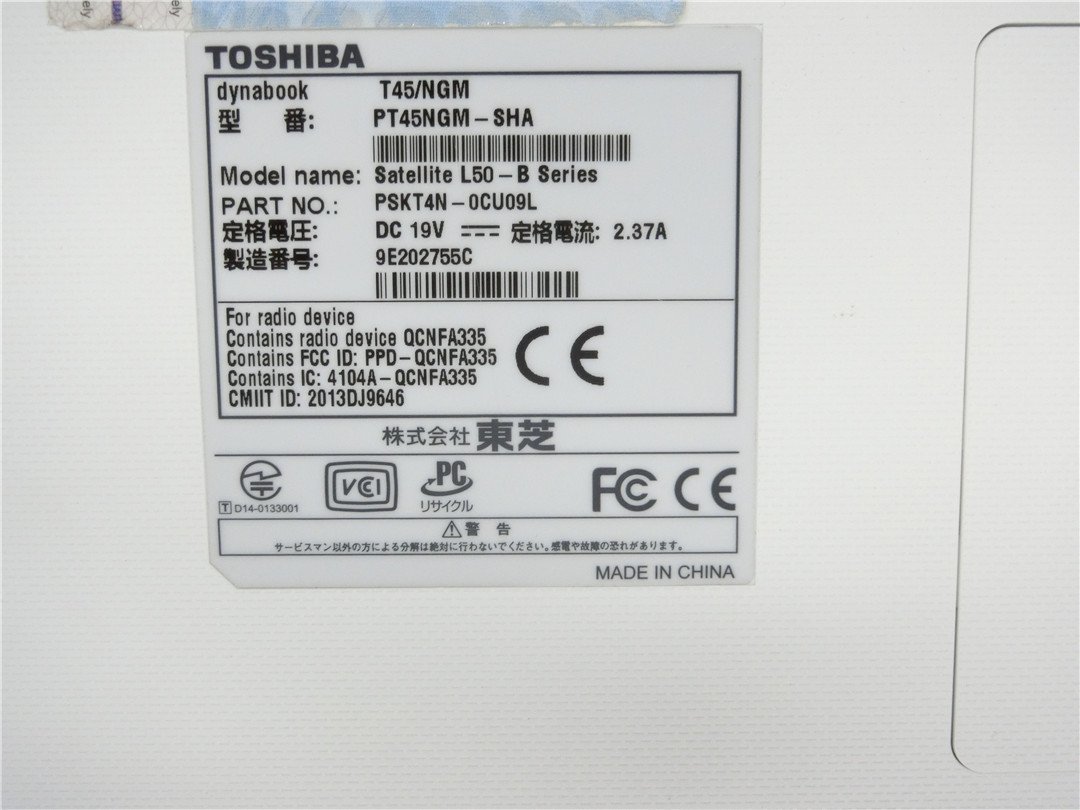 ely
ely
TOSHIBA
dynabook T45/NGM
型 番: PT45NGM-SHA
Model name: Satellite L50-B Series
PART NO.: PSKT4N-0CU09L
定格電圧: DC 19V 定格電流: 2.37A
製造番号: 9E202755C
For radio device
Contains radio device QCNFA335
Contains FCC ID: PPD-QCNFA335
Contains IC: 4104A-QCNFA335
CMIIT ID: 2013DJ9646
CE
株式会社 東芝
T D14-0133001
VCI
PC
リサイクル
FC CE
警 告
サービスマン以外の方による分解は絶対に行わないでください。感電や故障の恐れがあります。
MADE IN CHINA